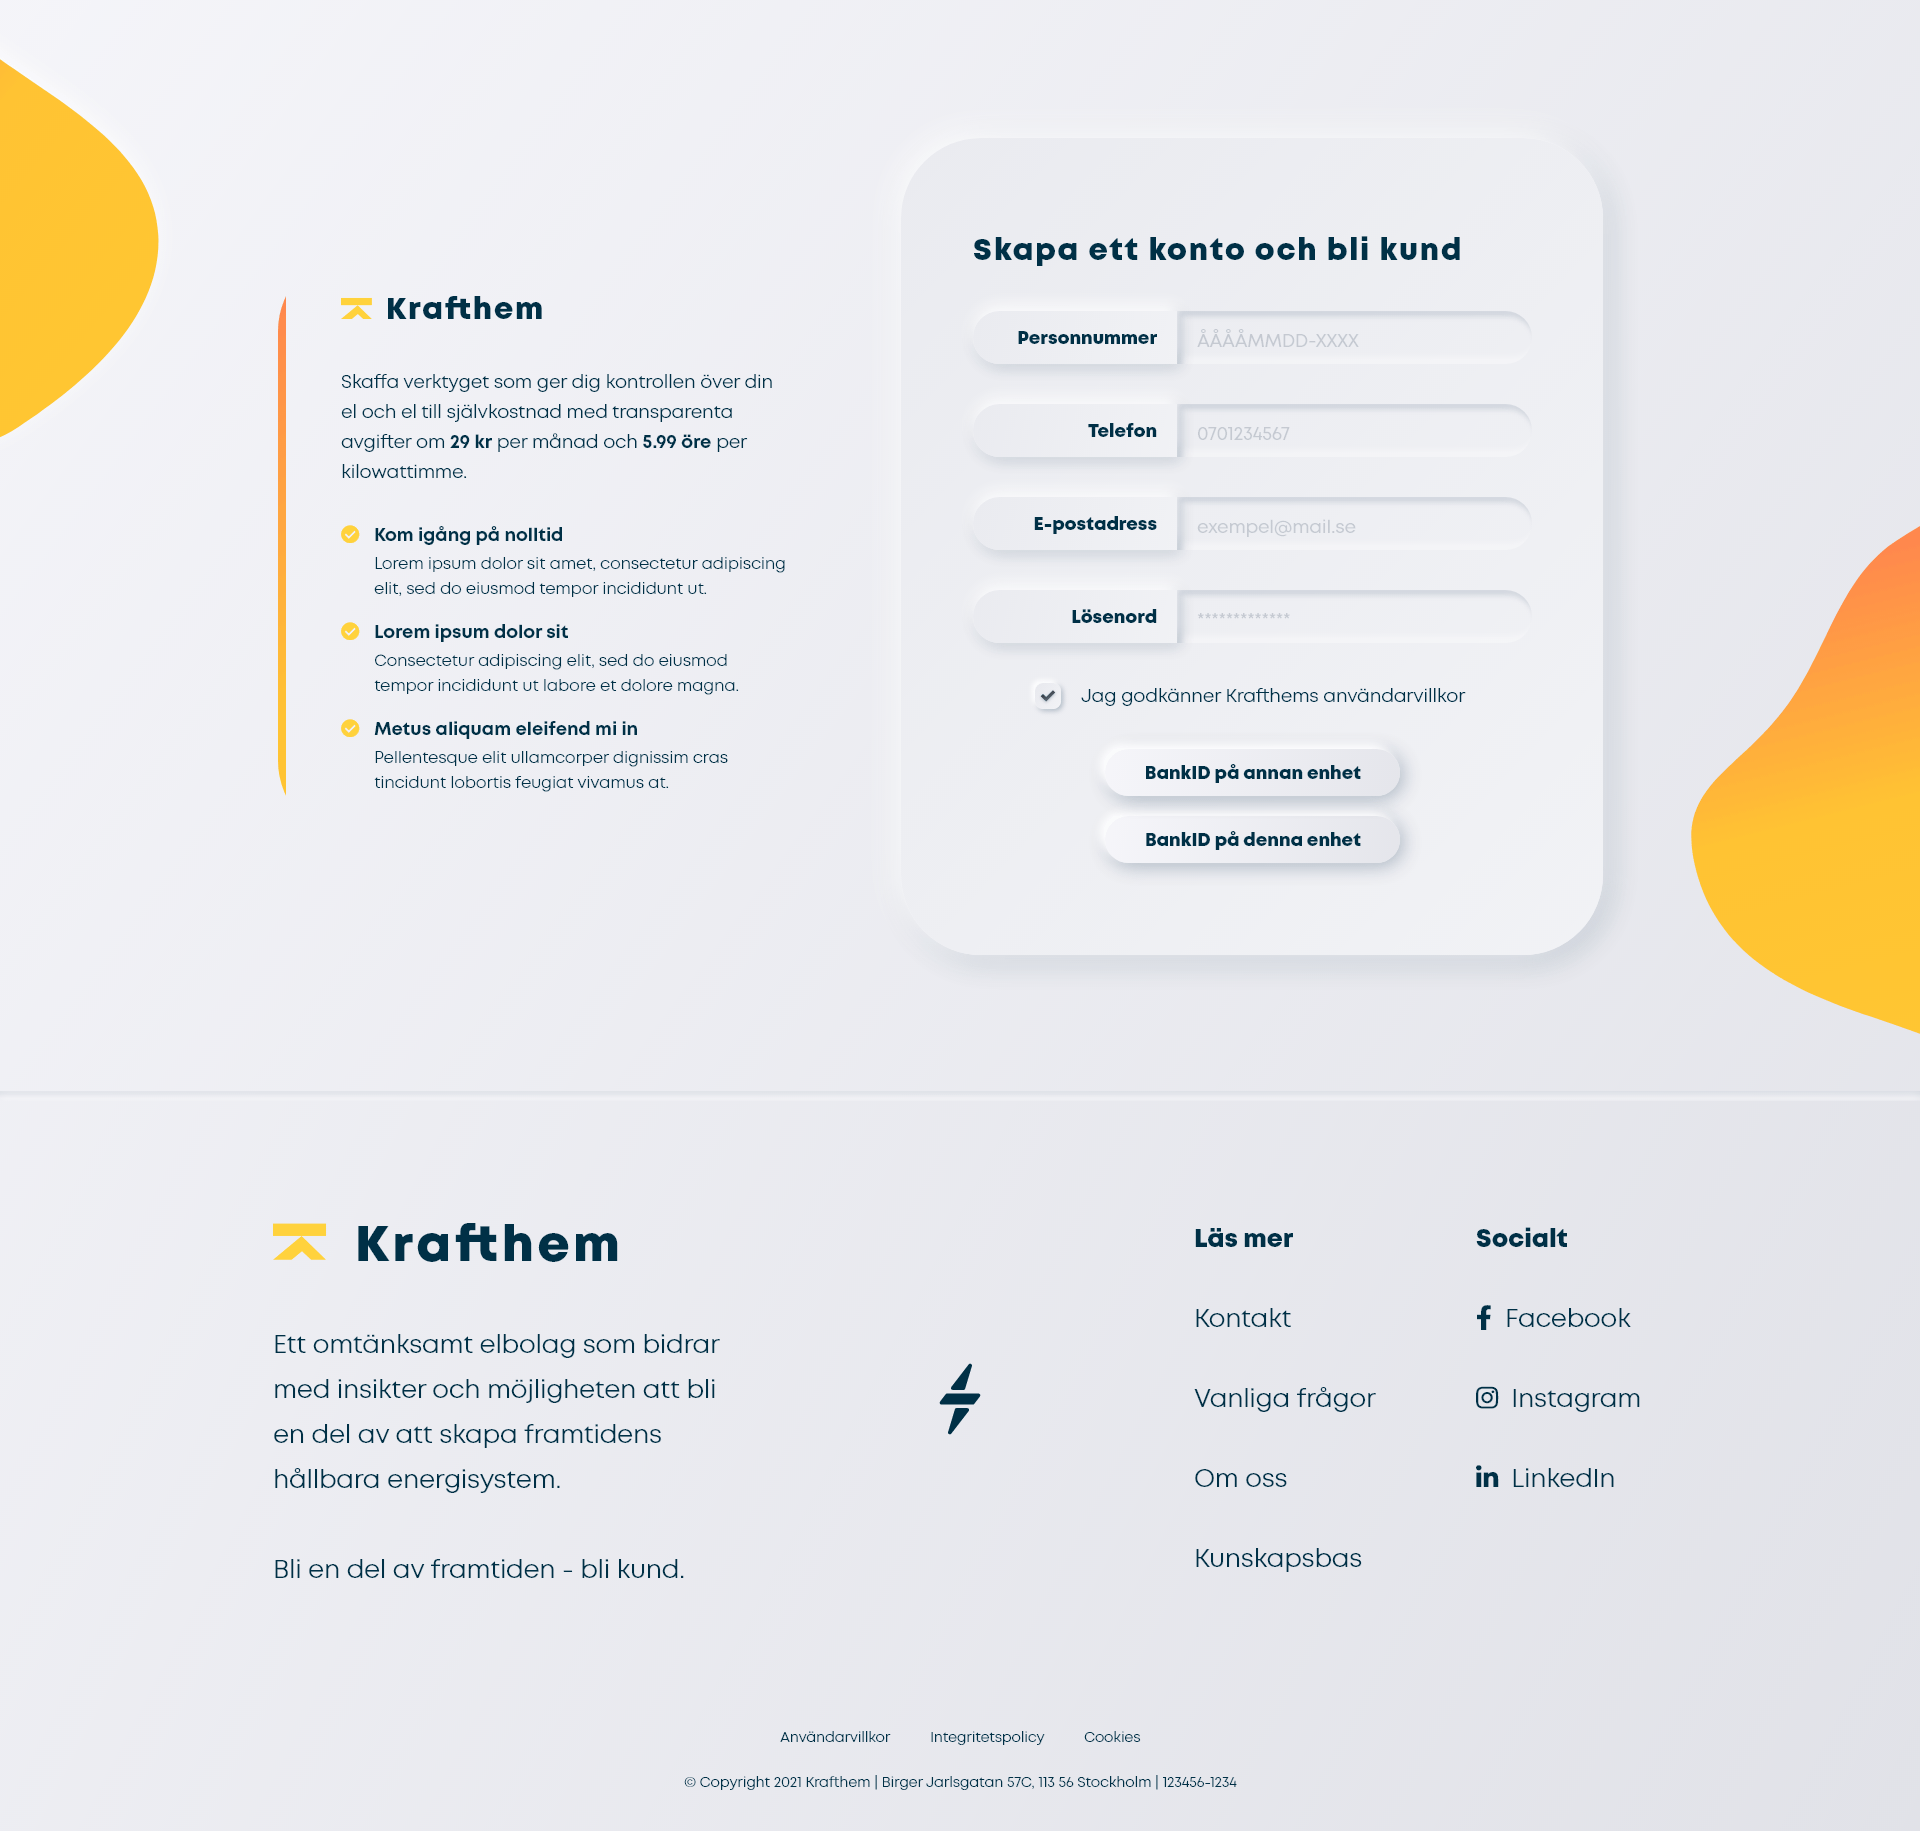 Krafthem
Skaffa verktyget som ger dig kontrollen över din
el och el till självkostnad med transparenta
avgifter om 29 kr per månad och 5.99 öre per
kilowattimme.
Kom igång på nolltid
Lorem ipsum dolor sit amet, consectetur adipiscing
elit, sed do eiusmod tempor incididunt ut.
Lorem ipsum dolor sit
Consectetur adipiscing elit, sed do eiusmod
tempor incididunt ut labore et dolore magna.
Metus aliquam eleifend mi in
Pellentesque elit ullamcorper dignissim cras
tincidunt lobortis feugiat vivamus at.
Skapa ett konto och bli kund
Personnummer ÅÅÅÅMMDD-XXXX
Telefon 0701234567
E-postadress exempel@mail.se
Lösenord *************
Jag godkänner Krafthems användarvillkor
BankID på annan enhet
BankID på denna enhet
Krafthem
Ett omtänksamt elbolag som bidrar
med insikter och möjligheten att bli
en del av att skapa framtidens
hållbara energisystem.
Bli en del av framtiden - bli kund.
Läs mer
Kontakt
Vanliga frågor
Om oss
Kunskapsbas
Socialt
Facebook
Instagram
LinkedIn
Användarvillkor Integritetspolicy Cookies
© Copyright 2021 Krafthem | Birger Jarlsgatan 57C, 113 56 Stockholm | 123456-1234